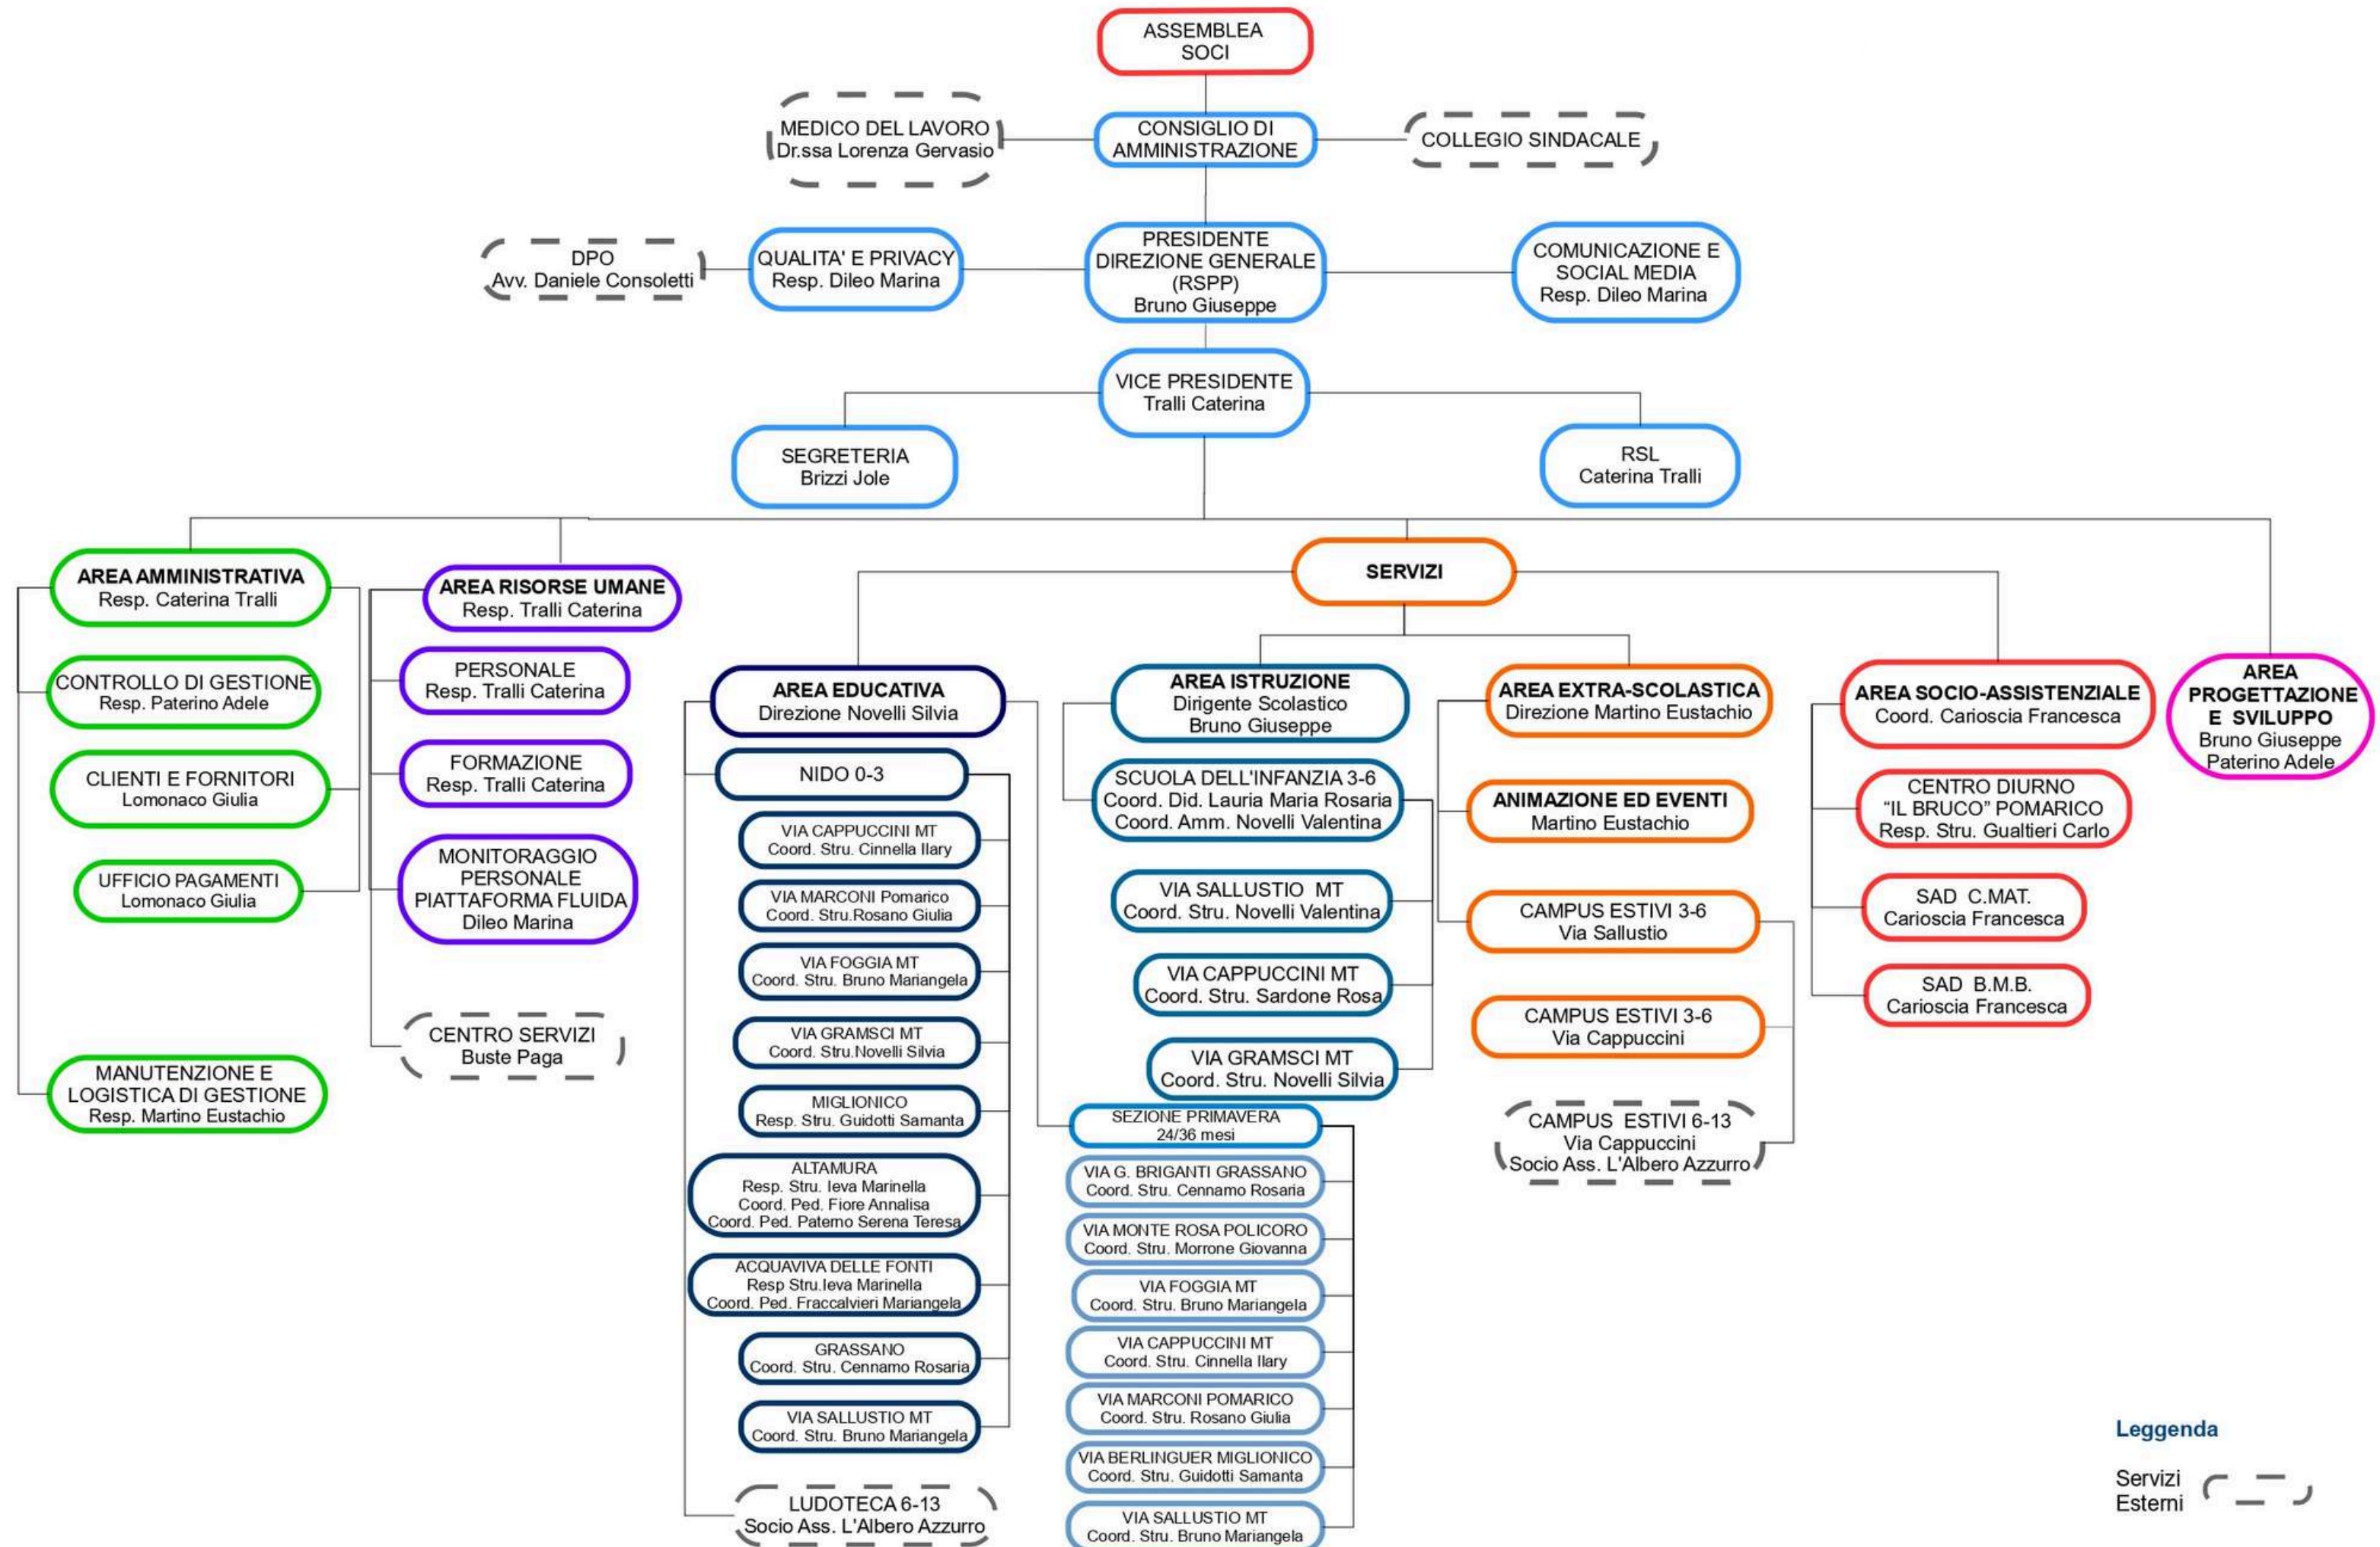 ASSEMBLEA
SOCI
MEDICO DEL LAVORO
Dr.ssa Lorenza Gervasio
CONSIGLIO DI
AMMINISTRAZIONE
COLLEGIO SINDACALE
DPO
Avv. Daniele Consoletti
QUALITA' E PRIVACY
Resp. Dileo Marina
PRESIDENTE
DIREZIONE GENERALE
(RSPP)
Bruno Giuseppe
COMUNICAZIONE E
SOCIAL MEDIA
Resp. Dileo Marina
VICE PRESIDENTE
Tralli Caterina
SEGRETERIA
Brizzi Jole
RSL
Caterina Tralli
AREA AMMINISTRATIVA
Resp. Caterina Tralli
CONTROLLO DI GESTIONE
Resp. Paterino Adele
CLIENTI E FORNITORI
Lomonaco Giulia
UFFICIO PAGAMENTI
Lomonaco Giulia
MANUTENZIONE E
LOGISTICA DI GESTIONE
Resp. Martino Eustachio
AREA RISORSE UMANE
Resp. Tralli Caterina
PERSONALE
Resp. Tralli Caterina
FORMAZIONE
Resp. Tralli Caterina
MONITORAGGIO
PERSONALE
PIATTAFORMA FLUIDA
Dileo Marina
CENTRO SERVIZI
Buste Paga
SERVIZI
AREA EDUCATIVA
Direzione Novelli Silvia
NIDO 0-3
VIA CAPPUCCINI MT
Coord. Stru. Cinnella Ilary
VIA MARCONI Pomarico
Coord. Stru.Rosano Giulia
VIA FOGGIA MT
Coord. Stru. Bruno Mariangela
VIA GRAMSCI MT
Coord. Stru.Novelli Silvia
MIGLIONICO
Resp. Stru. Guidotti Samanta
ALTAMURA
Resp. Stru. Ieva Marinella
Coord. Ped. Fiore Annalisa
Coord. Ped. Paterno Serena Teresa
ACQUAVIVA DELLE FONTI
Resp Stru.Ieva Marinella
Coord. Ped. Fraccalvieri Mariangela
GRASSANO
Coord. Stru. Cennamo Rosaria
VIA SALLUSTIO MT
Coord. Stru. Bruno Mariangela
LUDOTECA 6-13
Socio Ass. L'Albero Azzurro
AREA ISTRUZIONE
Dirigente Scolastico
Bruno Giuseppe
SCUOLA DELL'INFANZIA 3-6
Coord. Did. Lauria Maria Rosaria
Coord. Amm. Novelli Valentina
VIA SALLUSTIO MT
Coord. Stru. Novelli Valentina
VIA CAPPUCCINI MT
Coord. Stru. Sardone Rosa
VIA GRAMSCI MT
Coord. Stru. Novelli Silvia
SEZIONE PRIMAVERA
24/36 mesi
VIA G. BRIGANTI GRASSANO
Coord. Stru. Cennamo Rosaria
VIA MONTE ROSA POLICORO
Coord. Stru. Morrone Giovanna
VIA FOGGIA MT
Coord. Stru. Bruno Mariangela
VIA CAPPUCCINI MT
Coord. Stru. Cinnella Ilary
VIA MARCONI POMARICO
Coord. Stru. Rosano Giulia
VIA BERLINGUER MIGLIONICO
Coord. Stru. Guidotti Samanta
VIA SALLUSTIO MT
Coord. Stru. Bruno Mariangela
AREA EXTRA-SCOLASTICA
Direzione Martino Eustachio
ANIMAZIONE ED EVENTI
Martino Eustachio
CAMPUS ESTIVI 3-6
Via Sallustio
CAMPUS ESTIVI 3-6
Via Cappuccini
CAMPUS ESTIVI 6-13
Via Cappuccini
Socio Ass. L'Albero Azzurro
AREA SOCIO-ASSISTENZIALE
Coord. Carioscia Francesca
CENTRO DIURNO
“IL BRUCO” POMARICO
Resp. Stru. Gualtieri Carlo
SAD C.MAT.
Carioscia Francesca
SAD B.M.B.
Carioscia Francesca
AREA
PROGETTAZIONE
E SVILUPPO
Bruno Giuseppe
Paterino Adele
Leggenda
Servizi
Esterni